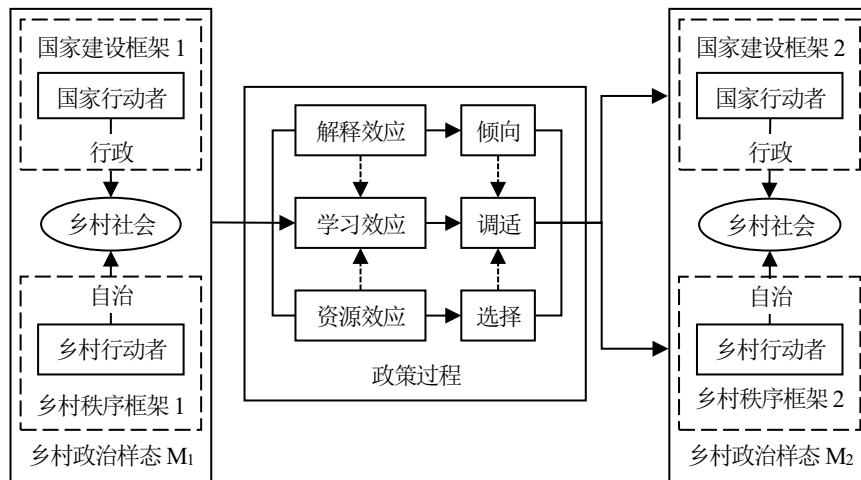 国家建设框架 1
国家行动者
行政
乡村社会
自治
乡村行动者
乡村秩序框架 1
乡村政治样态 M1
解释效应
倾向
学习效应
调适
资源效应
选择
政策过程
国家建设框架 2
国家行动者
行政
乡村社会
自治
乡村行动者
乡村秩序框架 2
乡村政治样态 M2